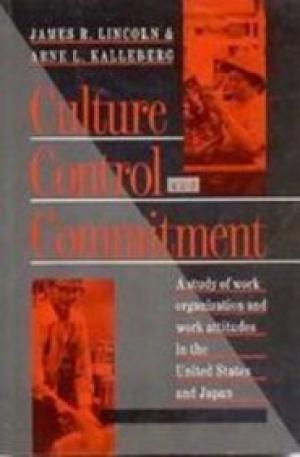 JAMES R. LINCOLN &
ARNE L. KALLEBERG
Culture
Control and
Commitment
A study of work
organization and
work attitudes
in the
United States
and Japan